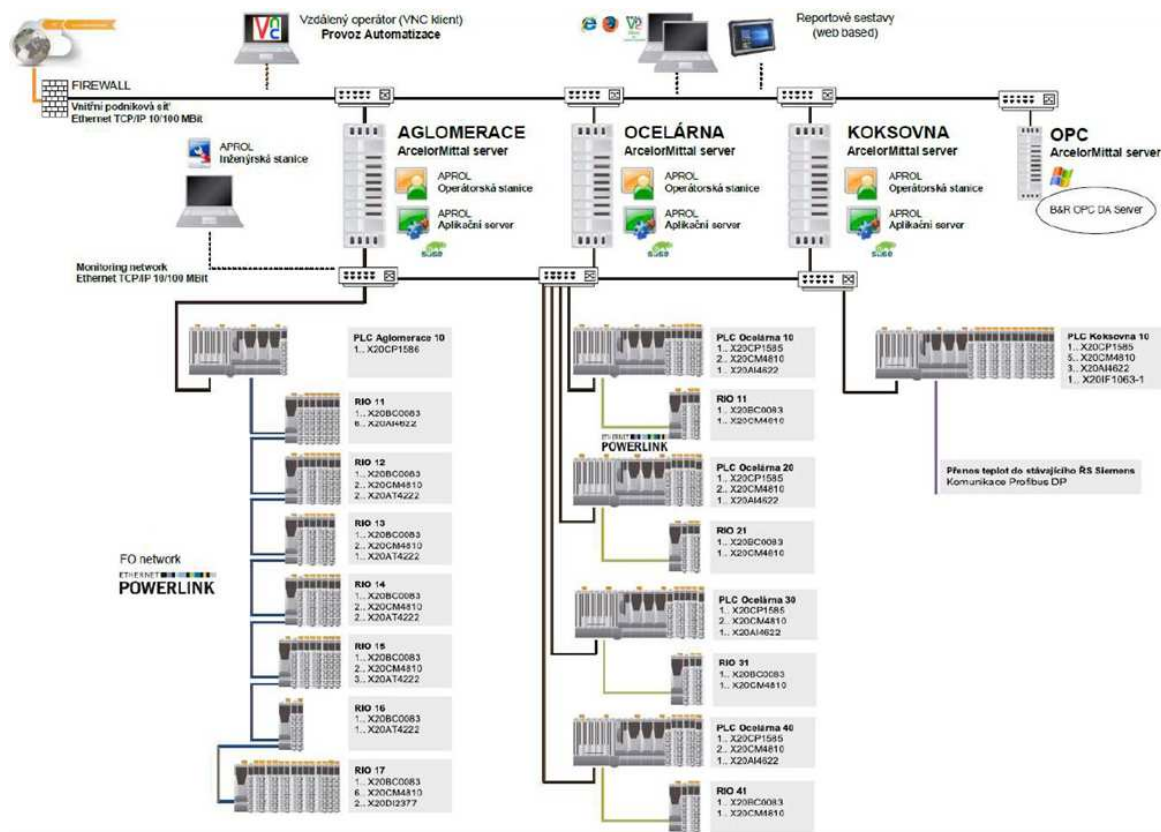 Vzdálený operátor (VNC klient)
Provoz Automatizace
Reportové sestavy
(web based)
FIREWALL
Vnitřní podniková síť
Ethernet TCP/IP 10/100 MBit
AGLOMERACE
ArcelorMittal server
APROL
Operátorská stanice
APROL
Aplikační server
suse
OCELÁRNA
ArcelorMittal server
APROL
Operátorská stanice
APROL
Aplikační server
suse
KOKSOVNA
ArcelorMittal server
APROL
Operátorská stanice
APROL
Aplikační server
suse
OPC
ArcelorMittal server
B&R OPC DA Server
APROL
Inženýrská stanice
Monitoring network
Ethernet TCP/IP 10/100 MBit
PLC Aglomerace 10
1.. X20CP1586
RIO 11
1.. X20BC0083
6.. X20AI4622
RIO 12
1.. X20BC0083
2.. X20CM4810
2.. X20AT4222
RIO 13
1.. X20BC0083
2.. X20CM4810
1.. X20AT4222
RIO 14
1.. X20BC0083
2.. X20CM4810
2.. X20AT4222
RIO 15
1.. X20BC0083
2.. X20CM4810
3.. X20AT4222
RIO 16
1.. X20BC0083
1.. X20AT4222
RIO 17
1.. X20BC0083
6.. X20CM4810
2.. X20DI2377
FO network
ETHERNET
POWERLINK
PLC Ocelárna 10
1.. X20CP1585
2.. X20CM4810
1.. X20AI4622
RIO 11
1.. X20BC0083
1.. X20CM4810
ETHERNET
POWERLINK
PLC Ocelárna 20
1.. X20CP1585
2.. X20CM4810
1.. X20AI4622
RIO 21
1.. X20BC0083
1.. X20CM4810
PLC Ocelárna 30
1.. X20CP1585
2.. X20CM4810
1.. X20AI4622
RIO 31
1.. X20BC0083
1.. X20CM4810
PLC Ocelárna 40
1.. X20CP1585
2.. X20CM4810
1.. X20AI4622
RIO 41
1.. X20BC0083
1.. X20CM4810
PLC Koksovna 10
1.. X20CP1585
5.. X20CM4810
3.. X20AI4622
1.. X20IF1063-1
Přenos teplot do stávajícího ŘS Siemens
Komunikace Profibus DP